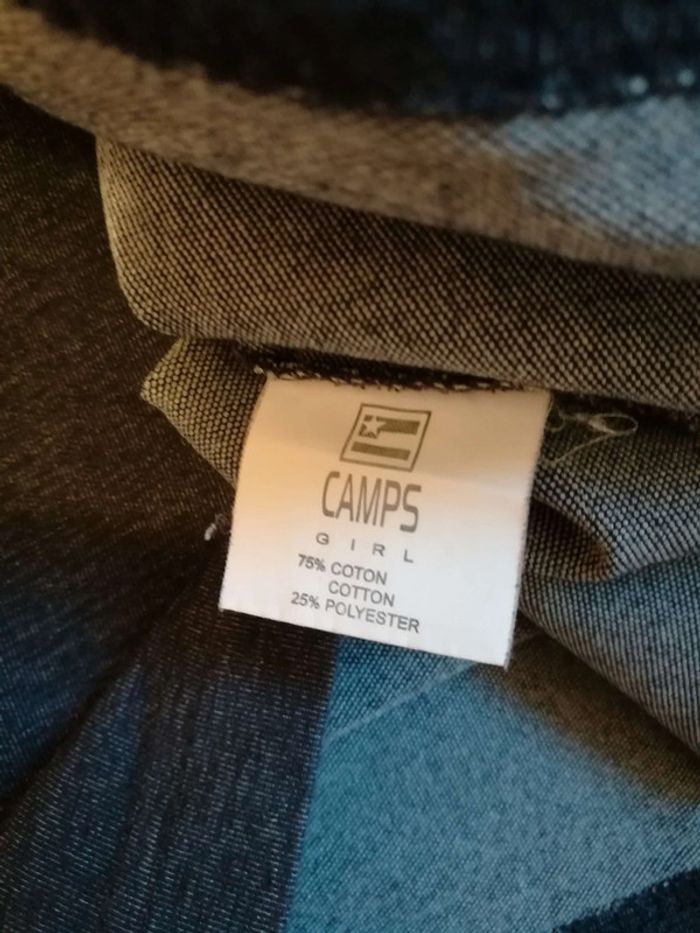 CAMPS
GIRL
75% COTON
COTTON
25% POLYESTER